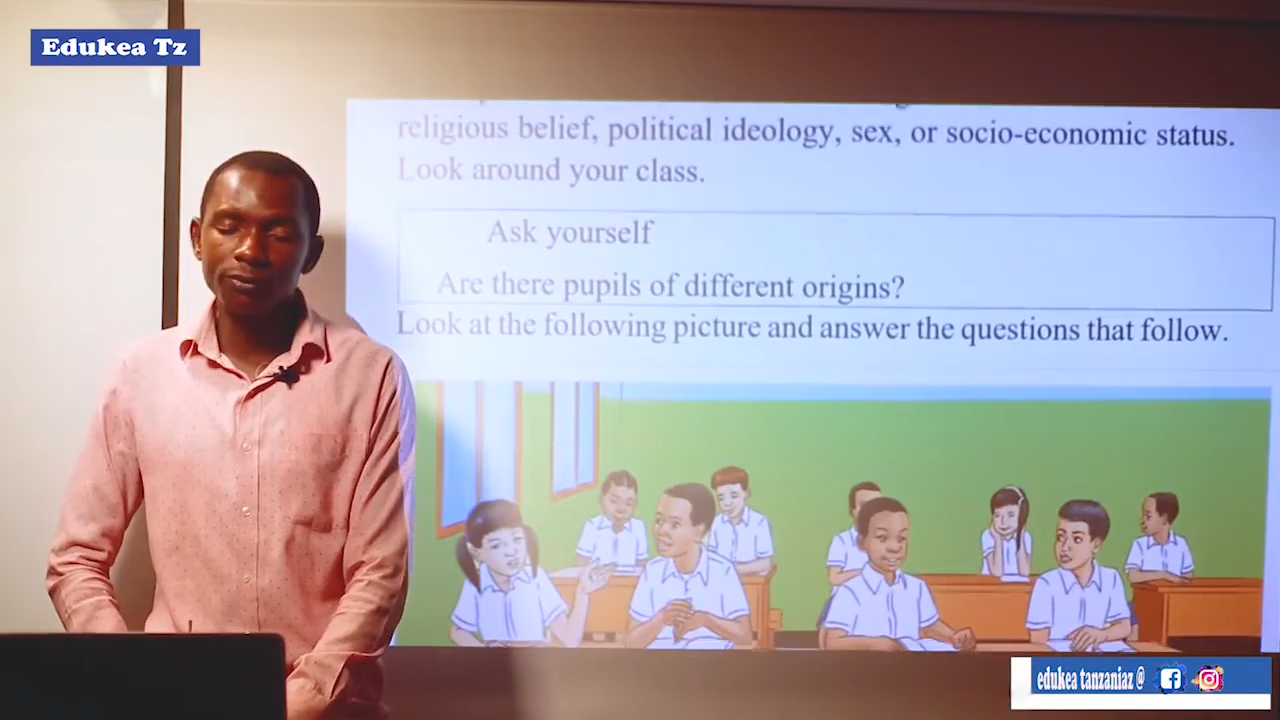 Edukea Tz
religious belief, political ideology, sex, or socio-economic status.
Look around your class.
Ask yourself
Are there pupils of different origins?
Look at the following picture and answer the questions that follow.
edukea tanzaniaz @